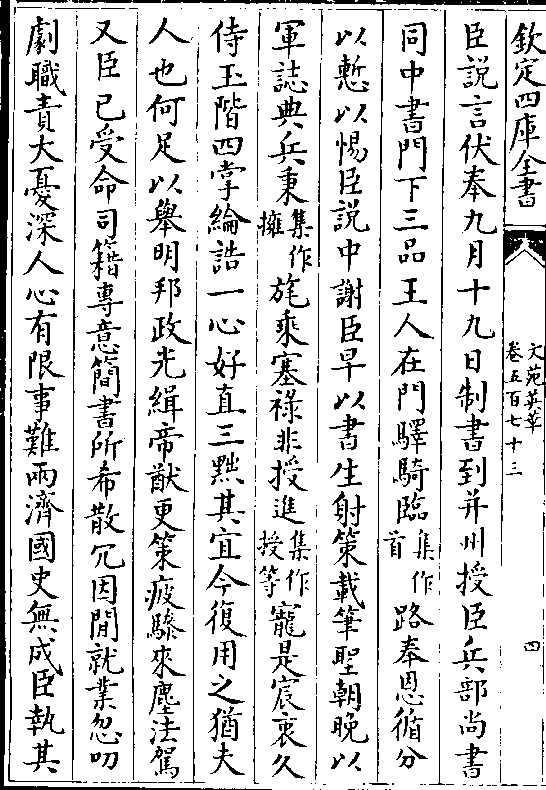 欽定四庫全書
文苑英華
卷五百七十三
四
臣説言伏奉九月十九日制書到并州授臣兵部尚書
同中書門下三品王人在門驛騎臨集作首路奉恩循分
以慙以惕臣説中謝臣早以書生射策載筆聖朝晚以
軍誌典兵秉集作擁旄乘塞祿非授進集作授等寵是宸衷久
侍玉階四掌綸誥一心好直三黜其宜今復用之猶夫
人也何足以舉明邦政光緝帝猷更策疲驂來塵法駕
又臣已受命司籍專意簡書所希散冗因閒就業忽叨
劇職責大憂深人心有限事難兩濟國史無成臣執其